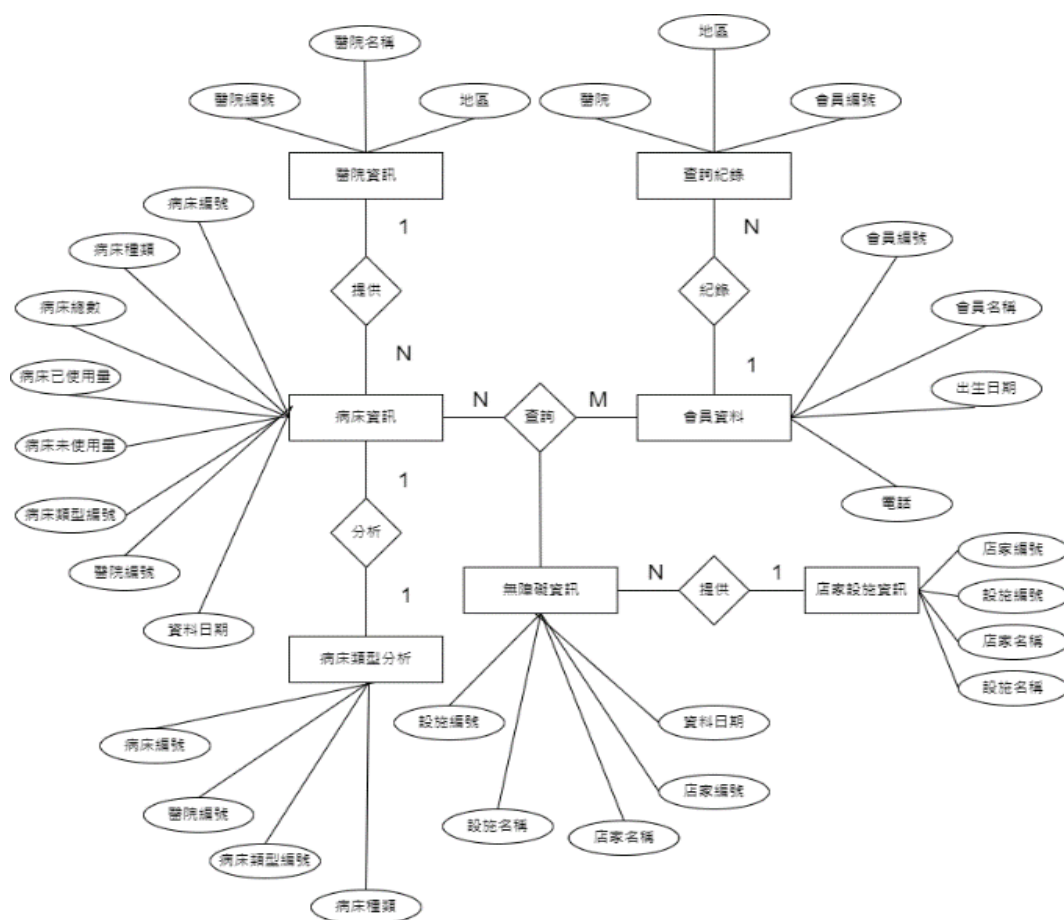 醫院名稱
地區
醫院編號
地區
醫院
會員編號
醫院資訊
查詢紀錄
病床編號
1
N
會員編號
病床種類
提供
紀錄
病床總數
會員名稱
N
1
病床已使用量
出生日期
病床資訊
N
查詢
M
會員資料
病床未使用量
1
電話
病床類型編號
分析
店家編號
醫院編號
1
無障礙資訊
N
提供
1
店家設施資訊
設施編號
資料日期
店家名稱
病床類型分析
設施名稱
設施編號
資料日期
病床編號
店家編號
醫院編號
設施名稱
店家名稱
病床類型編號
病床種類